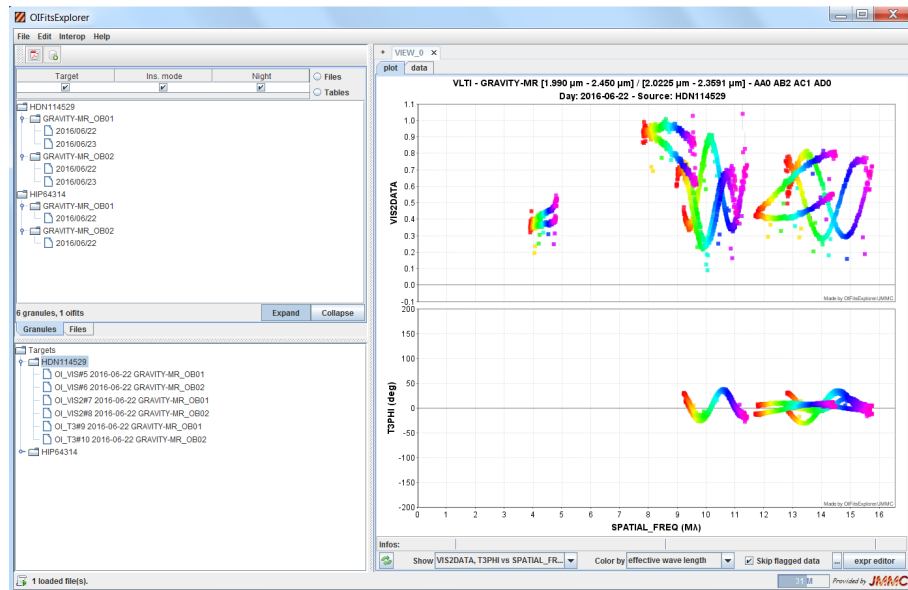 OIFitsExplorer
File Edit Interop Help
Target Ins. mode Night Files
Tables
HDN114529
GRAVITY-MR_OB01
2016/06/22
2016/06/23
GRAVITY-MR_OB02
2016/06/22
2016/06/23
HIP64314
GRAVITY-MR_OB01
2016/06/22
GRAVITY-MR_OB02
2016/06/22
6 granules, 1 oifits Expand Collapse
Granules Files
Targets
HDN114529
OI_VIS#5 2016-06-22 GRAVITY-MR_OB01
OI_VIS#6 2016-06-22 GRAVITY-MR_OB02
OI_VIS2#7 2016-06-22 GRAVITY-MR_OB01
OI_VIS2#8 2016-06-22 GRAVITY-MR_OB02
OI_T3#9 2016-06-22 GRAVITY-MR_OB01
OI_T3#10 2016-06-22 GRAVITY-MR_OB02
HIP64314
1 loaded file(s).
+ VIEW_0 ×
plot data
VLTI - GRAVITY-MR [1.990 µm - 2.450 µm] / [2.0225 µm - 2.3591 µm] - AA0 AB2 AC1 AD0
Day: 2016-06-22 - Source: HDN114529
1.1
1.0
0.9
0.8
0.7
0.6
0.5
0.4
0.3
0.2
0.1
0.0
-0.1
VIS2DATA
Made by OIFitsExplorer/JMMC
200
150
100
50
0
-50
-100
-150
-200
T3PHI (deg)
Made by OIFitsExplorer/JMMC
0 1 2 3 4 5 6 7 8 9 10 11 12 13 14 15 16
SPATIAL_FREQ (Mλ)
Infos:
Show VIS2DATA, T3PHI vs SPATIAL_FR... Color by effective wave length Skip flagged data ... expr editor
31 M Provided by JMMC